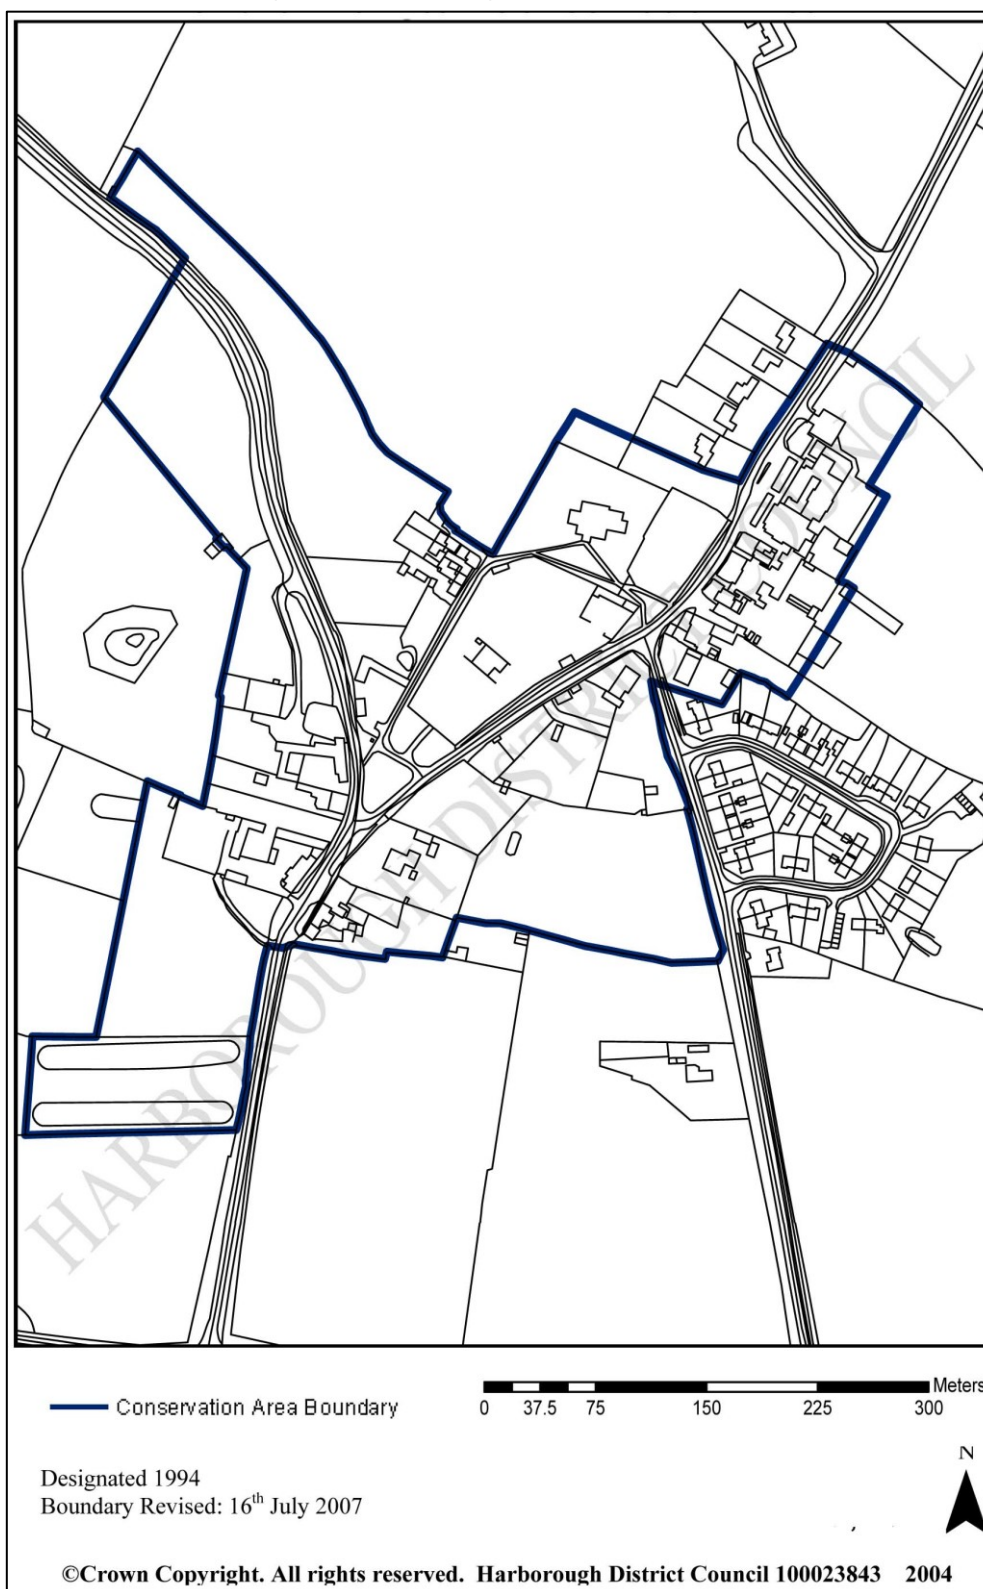 HARBOROUGH DISTRICT COUNCIL
Conservation Area Boundary
Meters
0 37.5 75 150 225 300
Designated 1994
Boundary Revised: 16th July 2007
N
©Crown Copyright. All rights reserved. Harborough District Council 100023843 2004